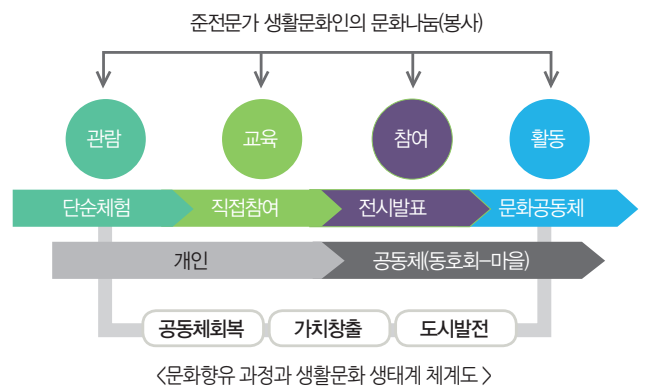 준전문가 생활문화인의 문화나눔(봉사)
관람 교육 참여 활동
단순체험 직접참여 전시발표 문화공동체
개인 공동체(동호회-마을)
공동체회복 가치창출 도시발전
<문화향유 과정과 생활문화 생태계 체계도 >